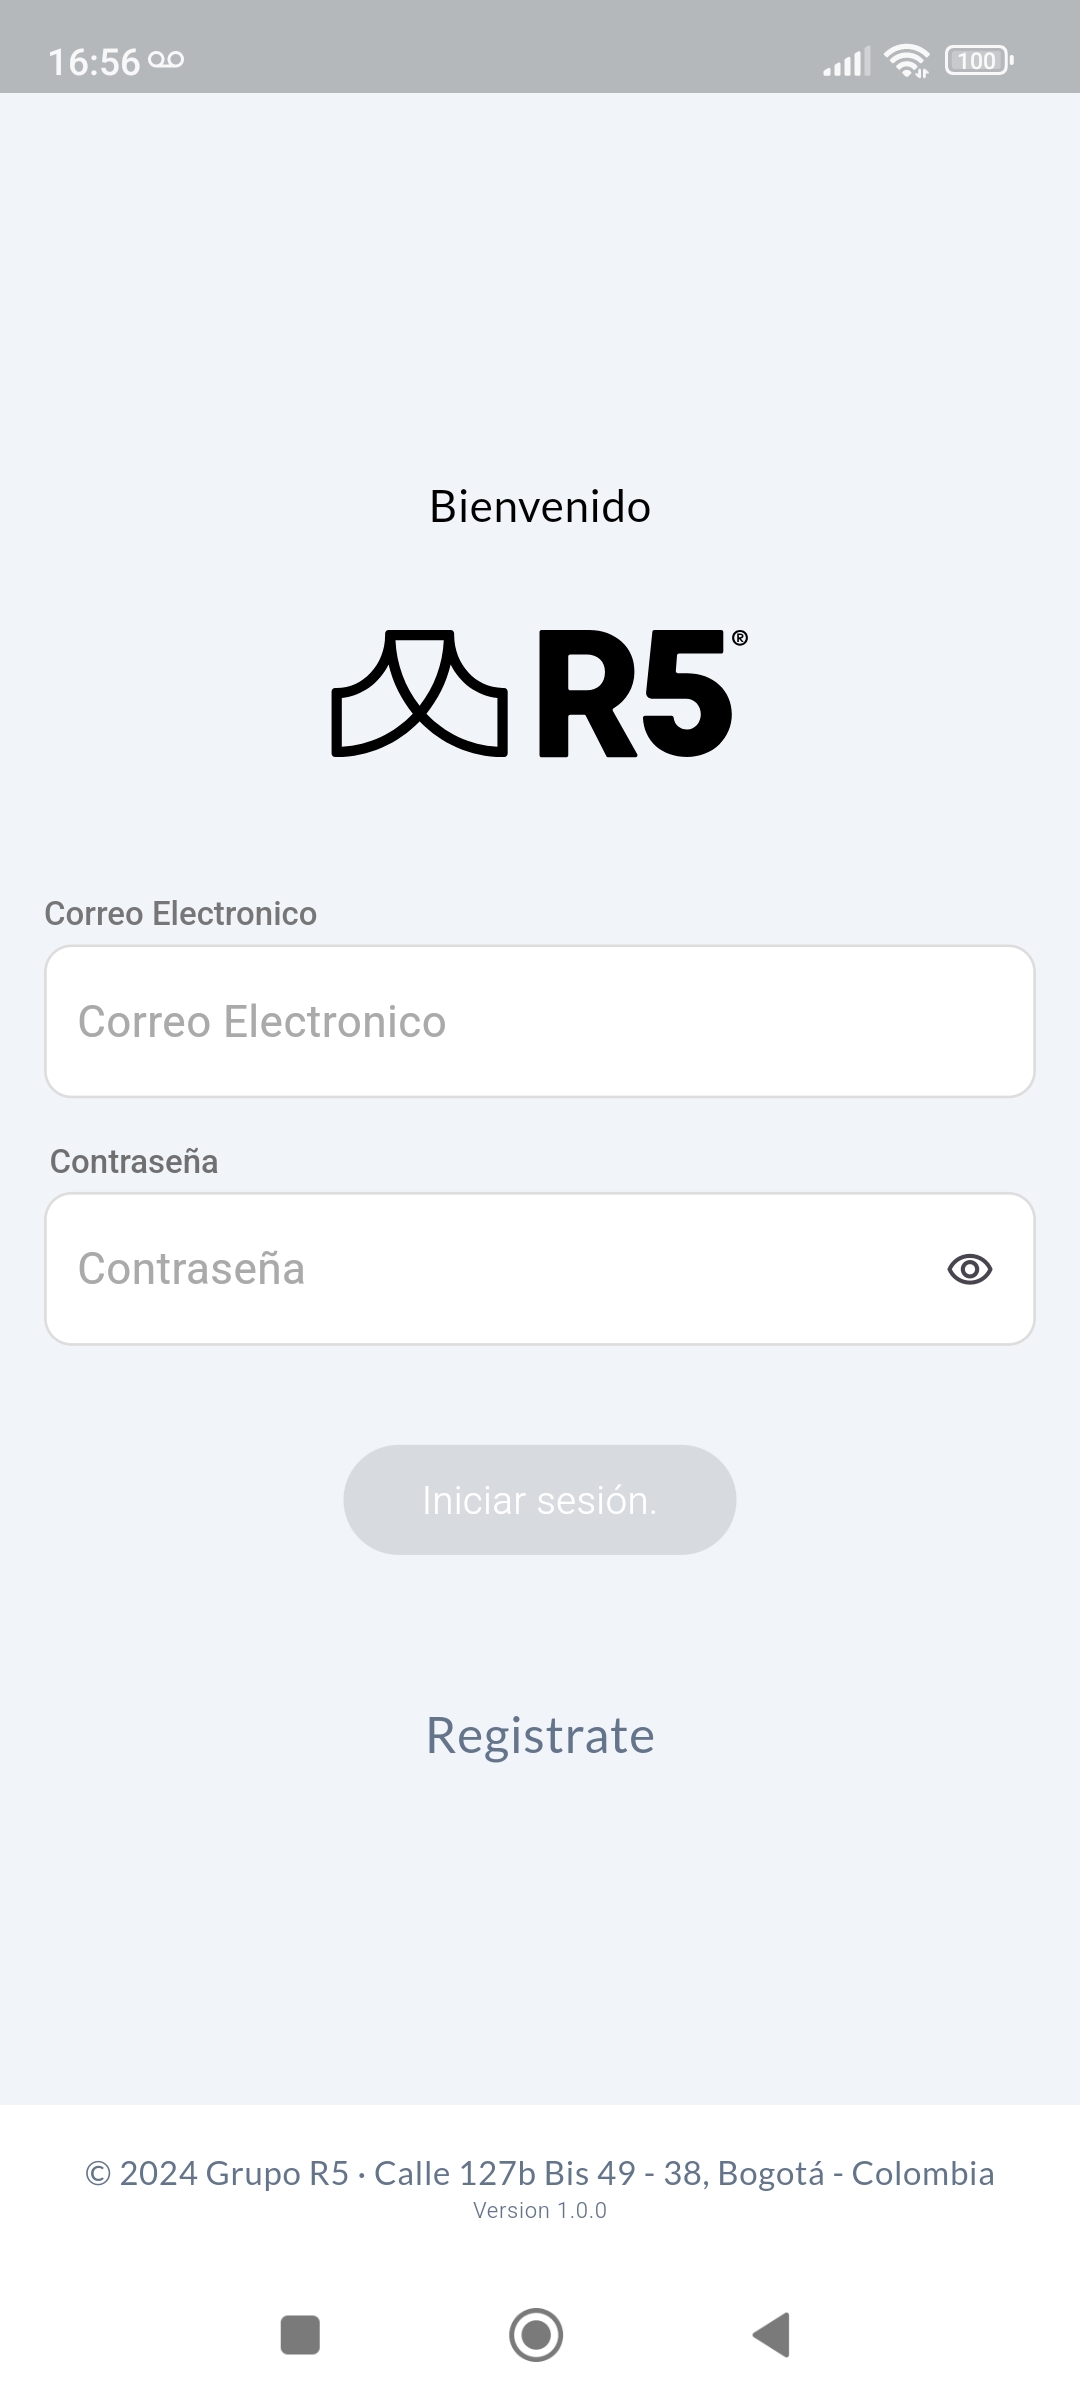 16:56
100
Bienvenido
R5®
Correo Electronico
Correo Electronico
Contraseña
Contraseña
Iniciar sesión.
Registrate
© 2024 Grupo R5 · Calle 127b Bis 49 - 38, Bogotá - Colombia
Version 1.0.0